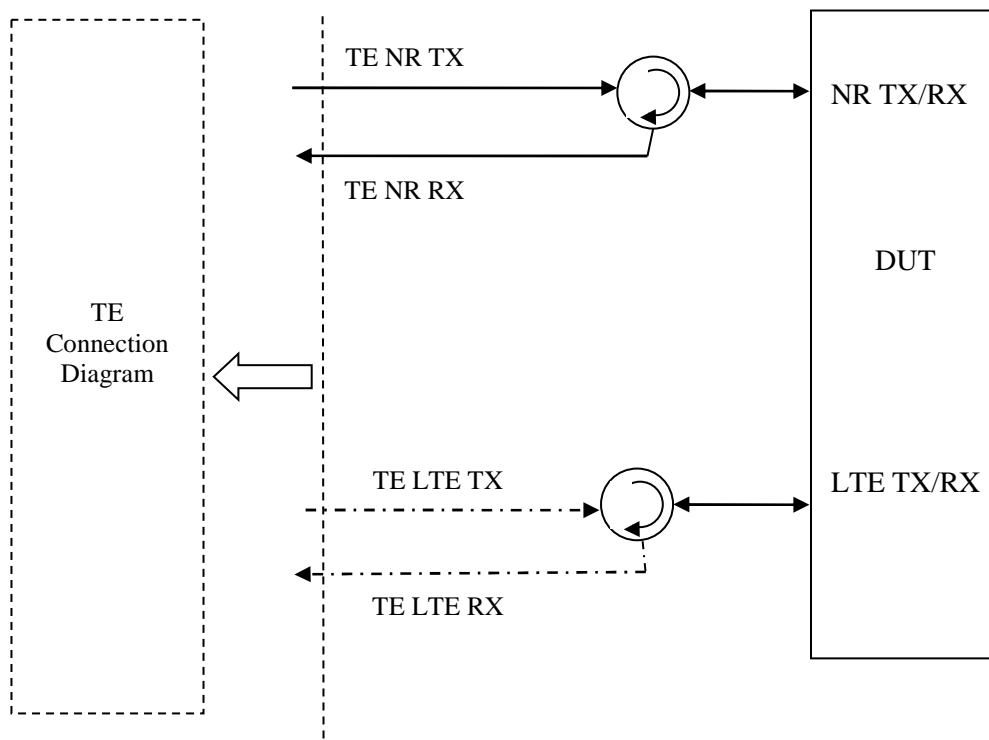 TE NR TX
NR TX/RX
TE NR RX
DUT
TE
Connection
Diagram
TE LTE TX
LTE TX/RX
TE LTE RX